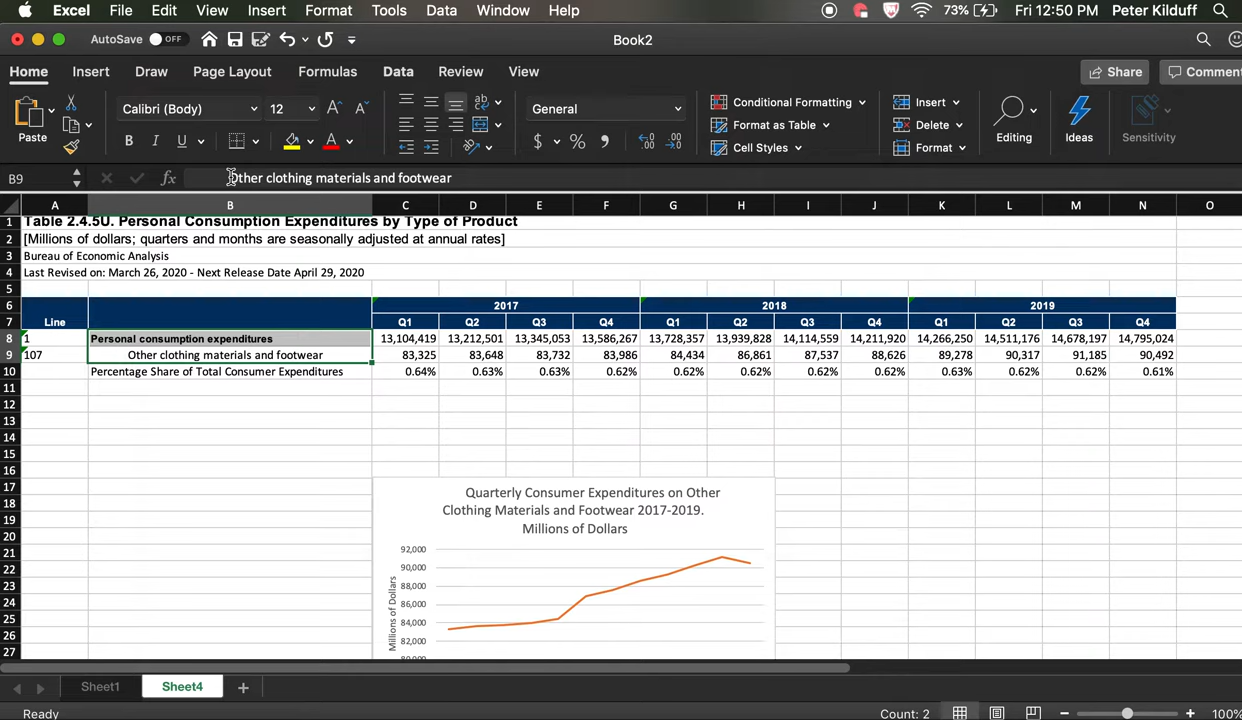 Excel File Edit View Insert Format Tools Data Window Help 73% Fri 12:50 PM Peter Kilduff
AutoSave OFF Book2
Home Insert Draw Page Layout Formulas Data Review View Share Comment
Paste Calibri (Body) 12 A A ab General Conditional Formatting Insert
Format as Table Delete Editing Ideas Sensitivity
B I U A $ % Cell Styles Format
B9 fx Other clothing materials and footwear
A B C D E F G H I J K L M N O
1 Table 2.4.5U. Personal Consumption Expenditures by Type of Product
2 [Millions of dollars; quarters and months are seasonally adjusted at annual rates]
3 Bureau of Economic Analysis
4 Last Revised on: March 26, 2020 - Next Release Date April 29, 2020
5
6 2017 2018 2019
7 Line Q1 Q2 Q3 Q4 Q1 Q2 Q3 Q4 Q1 Q2 Q3 Q4
8 1 Personal consumption expenditures 13,104,419 13,212,501 13,345,053 13,586,267 13,728,357 13,939,828 14,114,559 14,211,920 14,266,250 14,511,176 14,678,197 14,795,024
9 107 Other clothing materials and footwear 83,325 83,648 83,732 83,986 84,434 86,861 87,537 88,626 89,278 90,317 91,185 90,492
10 Percentage Share of Total Consumer Expenditures 0.64% 0.63% 0.63% 0.62% 0.62% 0.62% 0.62% 0.62% 0.63% 0.62% 0.62% 0.61%
11
12
13
14
15
16
17
18
19
20
21
22
23
24
25
26
27
Quarterly Consumer Expenditures on Other
Clothing Materials and Footwear 2017-2019.
Millions of Dollars
92,000
90,000
88,000
86,000
84,000
82,000
Millions of Dollars
Sheet1 Sheet4
Ready Count: 2 100%